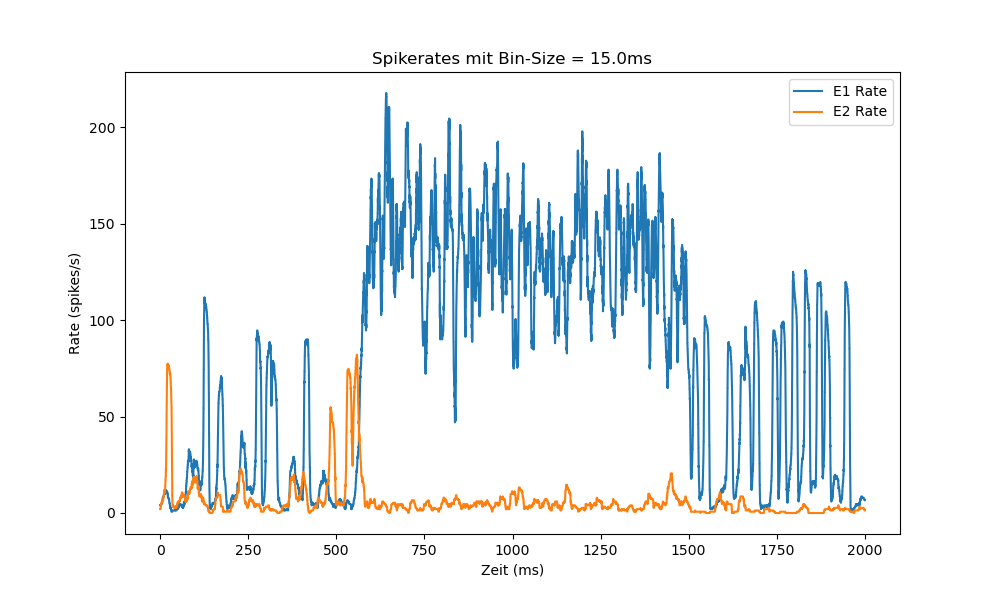 Spikerates mit Bin-Size = 15.0ms
E1 Rate
E2 Rate
200
150
100
50
0
Rate (spikes/s)
0 250 500 750 1000 1250 1500 1750 2000
Zeit (ms)